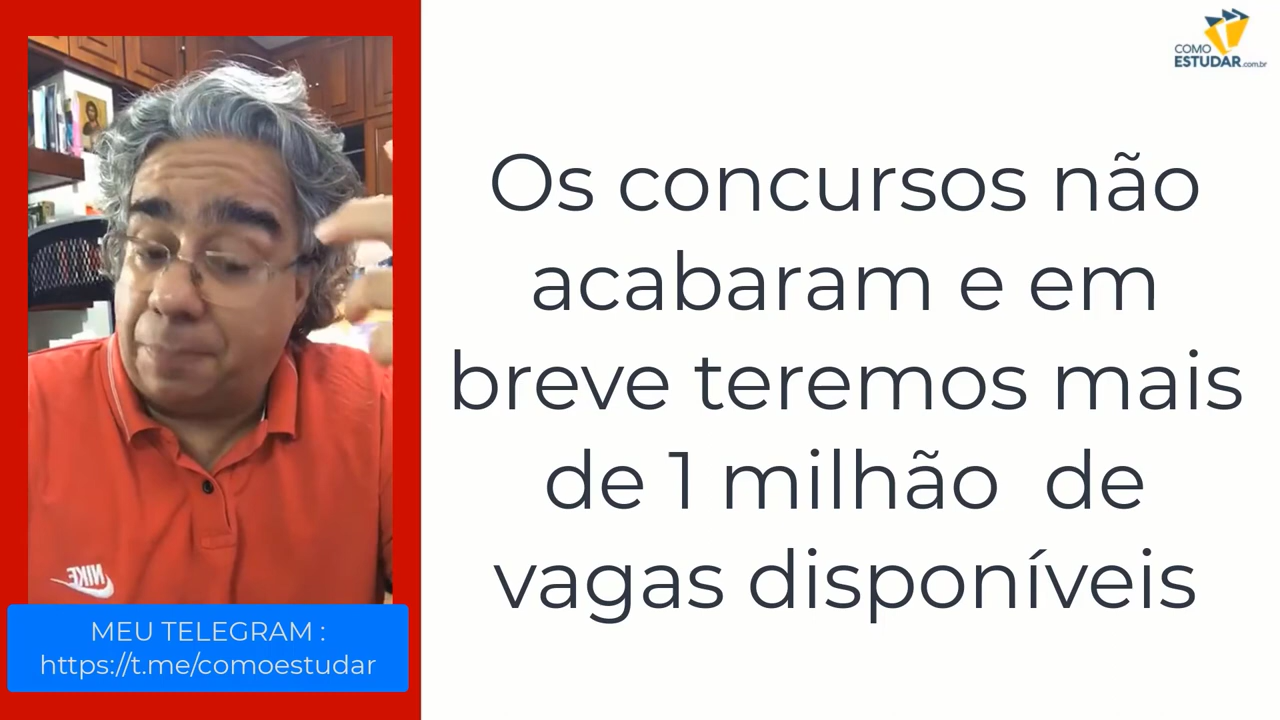 COMO
ESTUDAR.com.br
Os concursos não
acabaram e em
breve teremos mais
de 1 milhão de
vagas disponíveis
NIKE
MEU TELEGRAM :
https://t.me/comoestudar